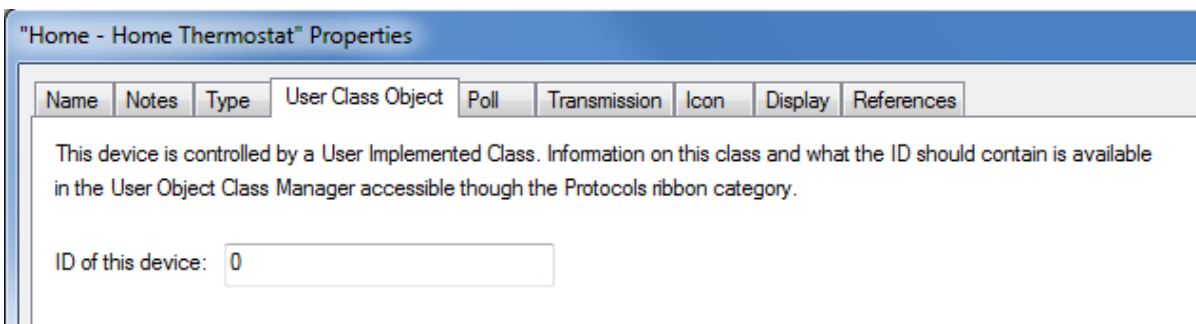 "Home - Home Thermostat" Properties
Name Notes Type User Class Object Poll Transmission Icon Display References
This device is controlled by a User Implemented Class. Information on this class and what the ID should contain is available
in the User Object Class Manager accessible though the Protocols ribbon category.
ID of this device: 0